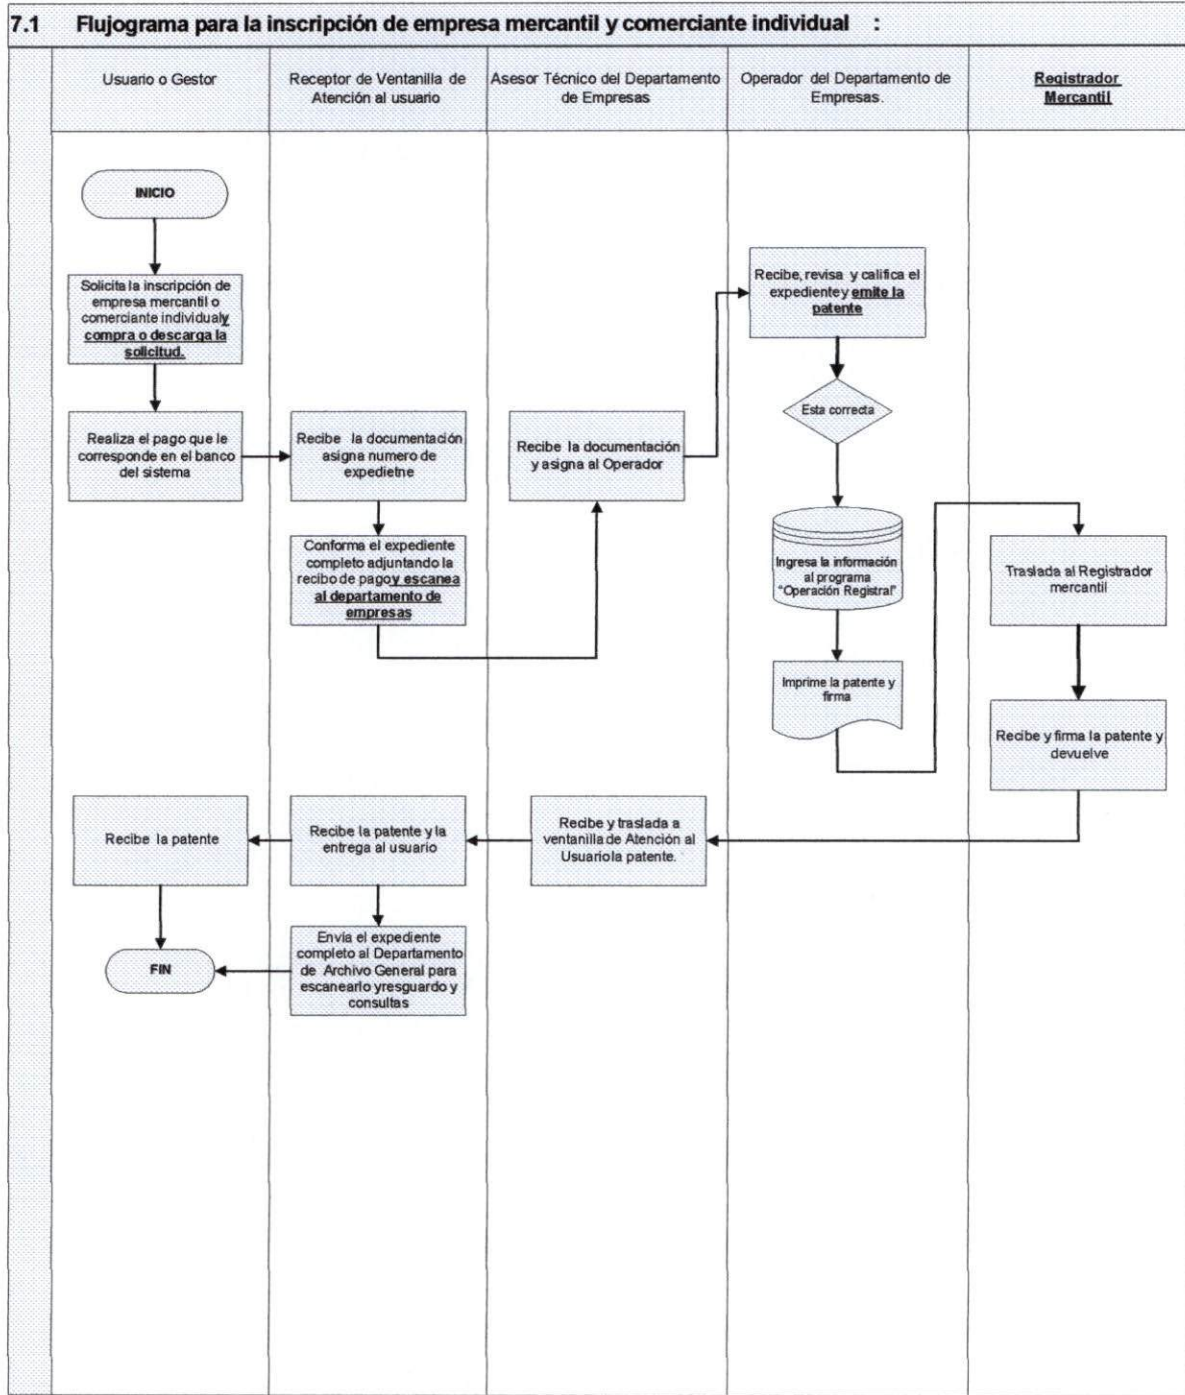 7.1 Flujograma para la inscripción de empresa mercantil y comerciante individual :
Usuario o Gestor
Receptor de Ventanilla de
Atención al usuario
Asesor Técnico del Departamento
de Empresas
Operador del Departamento de
Empresas.
Registrador
Mercantil
INICIO
Solicita la inscripción de
empresa mercantil o
comerciante individualy
compra o descarga la
solicitud.
Realiza el pago que le
corresponde en el banco
del sistema
Recibe la documentación
asigna numero de
expedietne
Conforma el expediente
completo adjuntando la
recibo de pagoy escanea
al departamento de
empresas
Recibe la documentación
y asigna al Operador
Recibe, revisa y califica el
expedientey emite la
patente
Esta correcta
Ingresa la información
al programa
"Operación Registral"
Imprime la patente y
firma
Traslada al Registrador
mercantil
Recibe y firma la patente y
devuelve
Recibe y traslada a
ventanilla de Atención al
Usuariola patente.
Recibe la patente y la
entrega al usuario
Recibe la patente
Envía el expediente
completo al Departamento
de Archivo General para
escanearlo yresguardo y
consultas
FIN